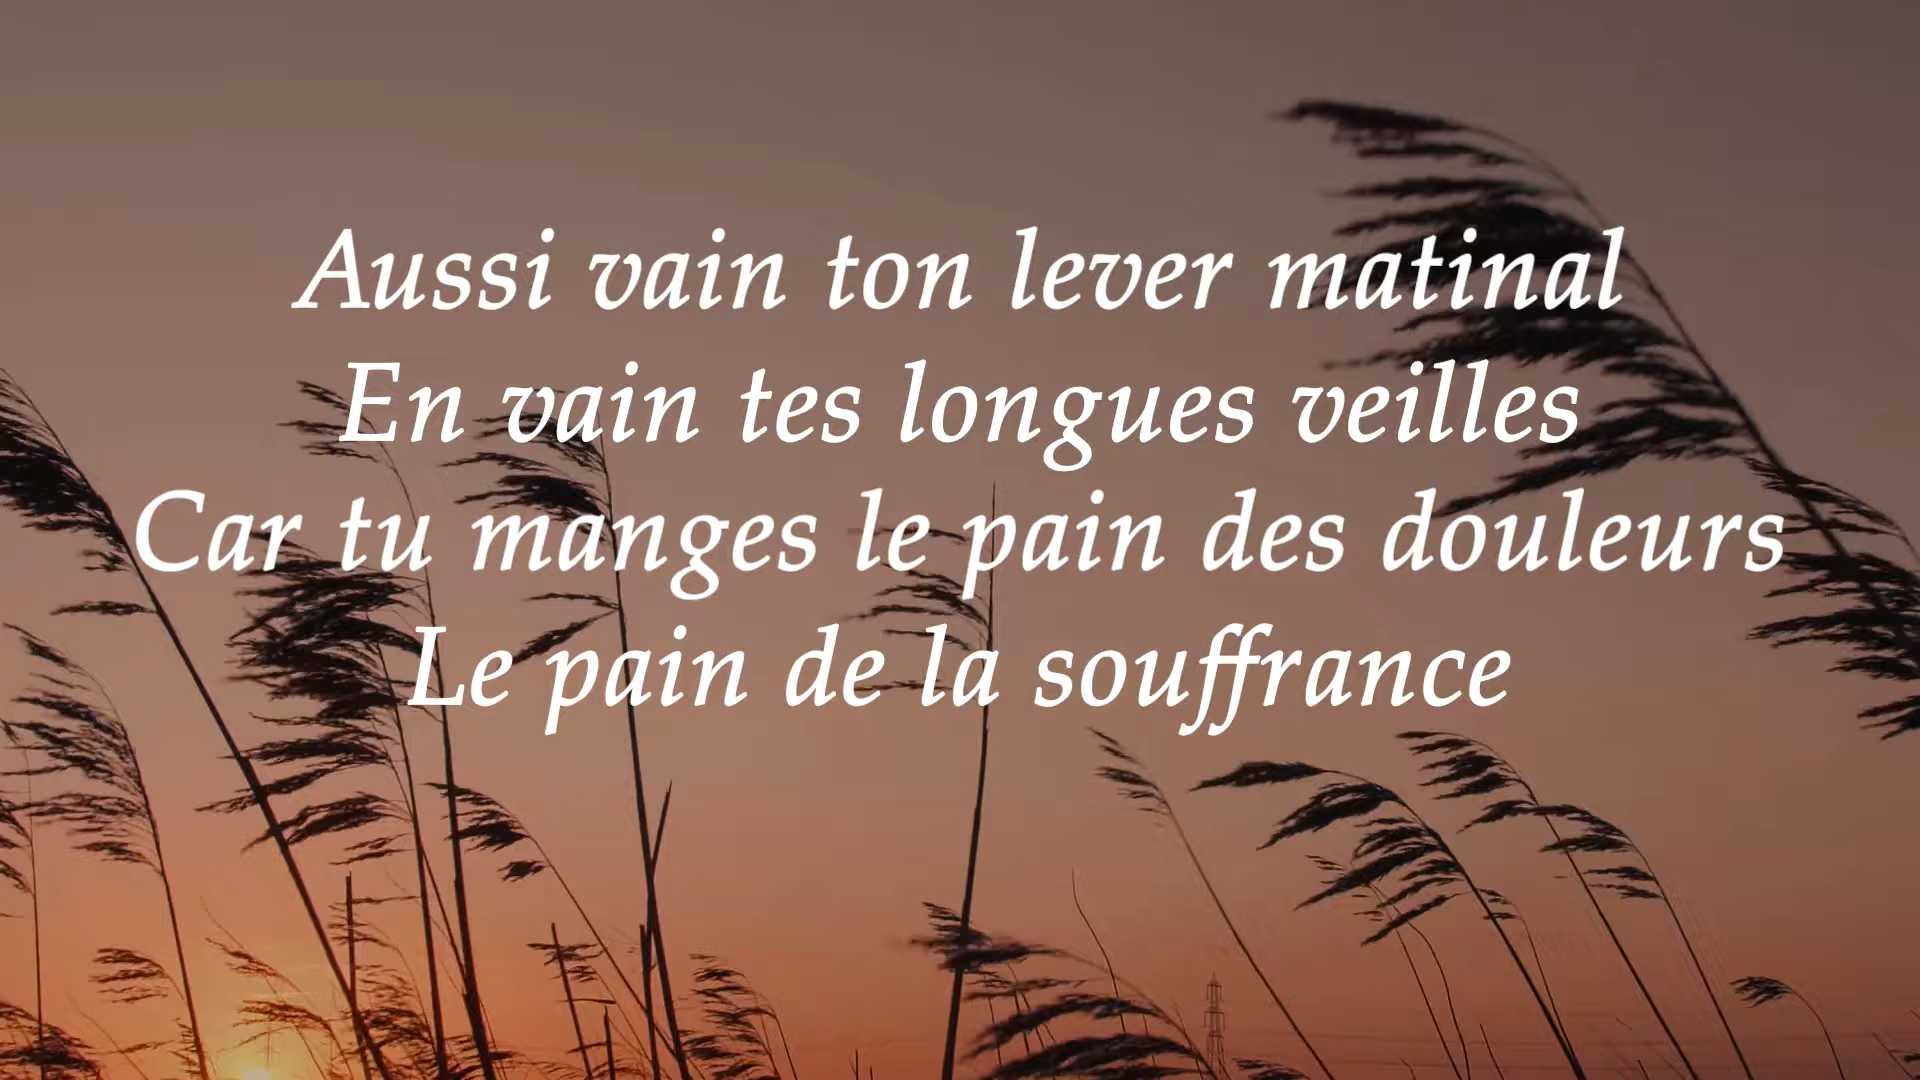 Aussi vain ton lever matinal
En vain tes longues veilles
Car tu manges le pain des douleurs
Le pain de la souffrance